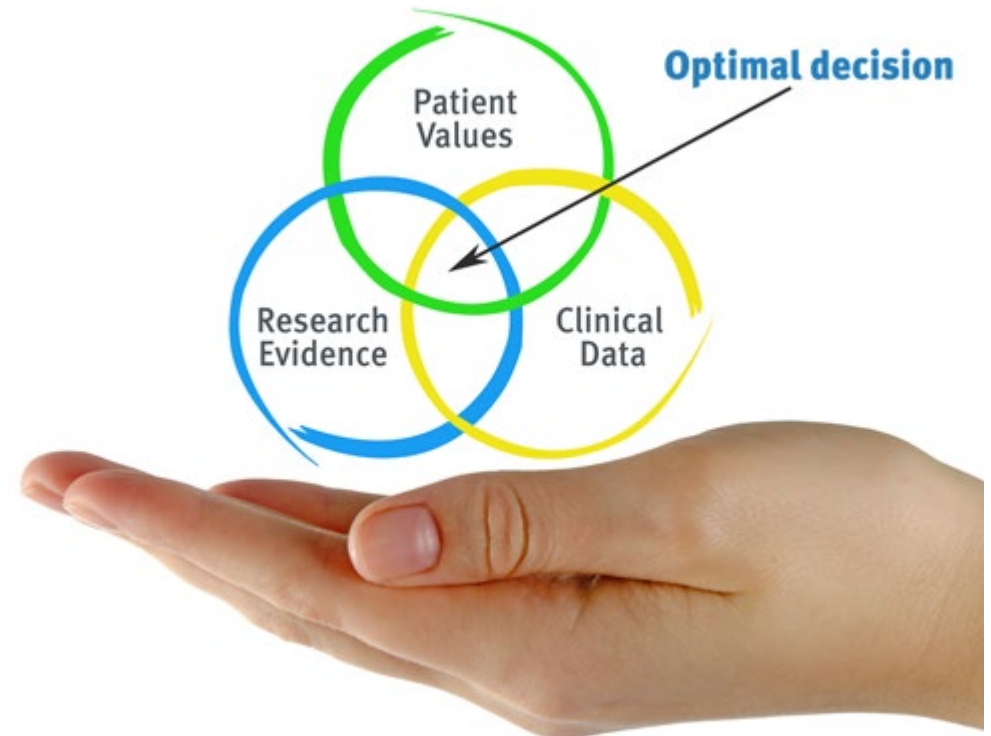 Optimal decision
Patient
Values
Research
Evidence
Clinical
Data